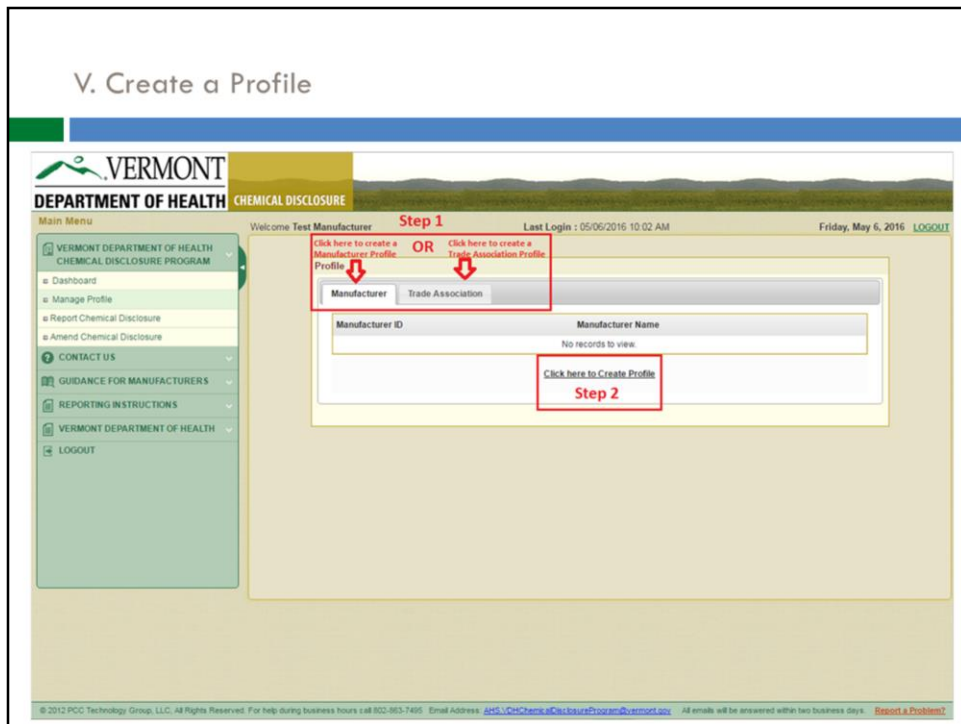 V. Create a Profile
VERMONT
DEPARTMENT OF HEALTH
CHEMICAL DISCLOSURE
Main Menu
Welcome Test Manufacturer
Step 1
Last Login : 05/06/2016 10:02 AM
Friday, May 6, 2016 LOGOUT
VERMONT DEPARTMENT OF HEALTH
CHEMICAL DISCLOSURE PROGRAM
Dashboard
Manage Profile
Report Chemical Disclosure
Amend Chemical Disclosure
CONTACT US
GUIDANCE FOR MANUFACTURERS
REPORTING INSTRUCTIONS
VERMONT DEPARTMENT OF HEALTH
LOGOUT
Click here to create a
Manufacturer Profile
OR
Click here to create a
Trade Association Profile
Profile
Manufacturer
Trade Association
Manufacturer ID
Manufacturer Name
No records to view.
Click here to Create Profile
Step 2
© 2012 PCC Technology Group, LLC, All Rights Reserved. For help during business hours call 802-863-7495 Email Address: AHS.VDHChemicalDisclosureProgram@vermont.gov All emails will be answered within two business days. Report a Problem?